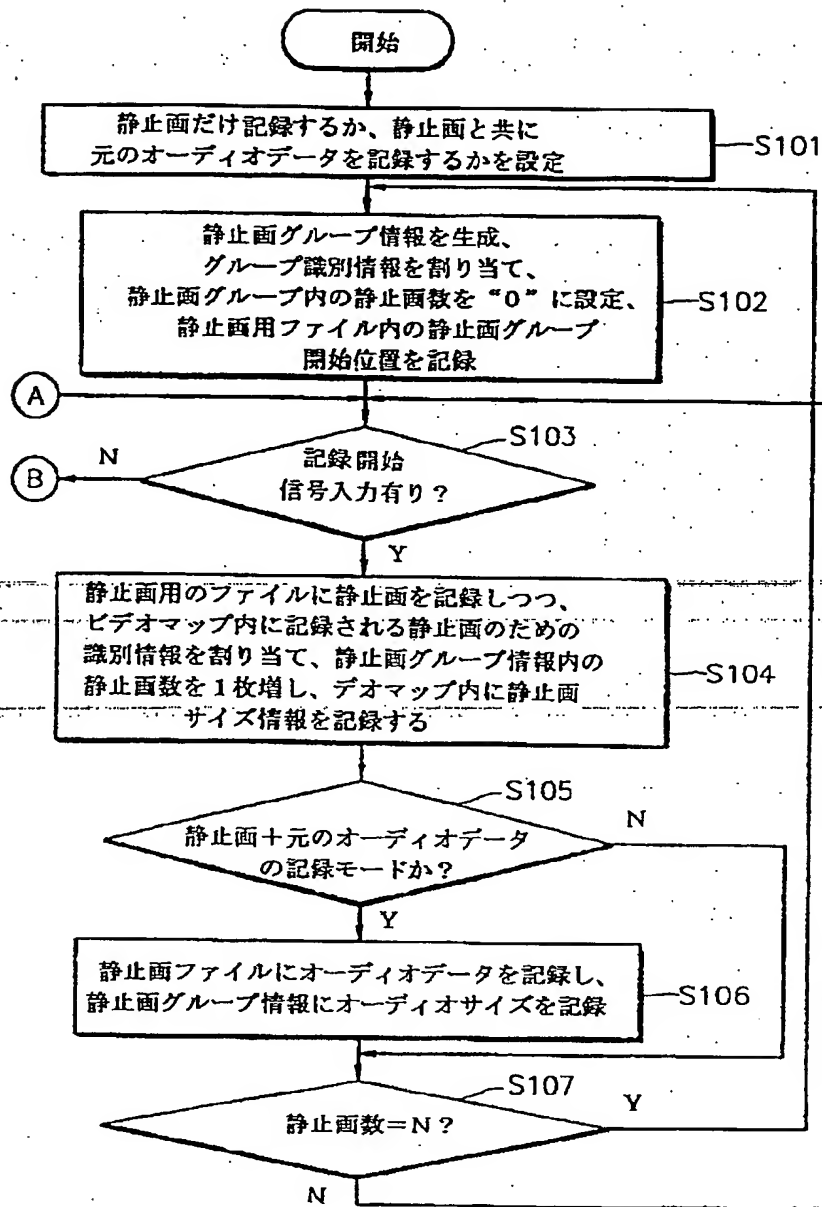 開始
静止画だけ記録するか、静止画と共に
元のオーディオデータを記録するかを設定
S101
静止画グループ情報を生成、
グループ識別情報を割り当て、
静止画グループ内の静止画数を“0”に設定、
静止画用ファイル内の静止画グループ
開始位置を記録
S102
A
S103
記録開始
信号入力有り？
N
B
Y
静止画用のファイルに静止画を記録しつつ、
ビデオマップ内に記録される静止画のための
識別情報を割り当て、静止画グループ情報内の
静止画数を1枚増し、デオマップ内に静止画
サイズ情報を記録する
S104
S105
静止画＋元のオーディオデータ
の記録モードか？
N
Y
静止画ファイルにオーディオデータを記録し、
静止画グループ情報にオーディオサイズを記録
S106
S107
静止画数＝N？
Y
N